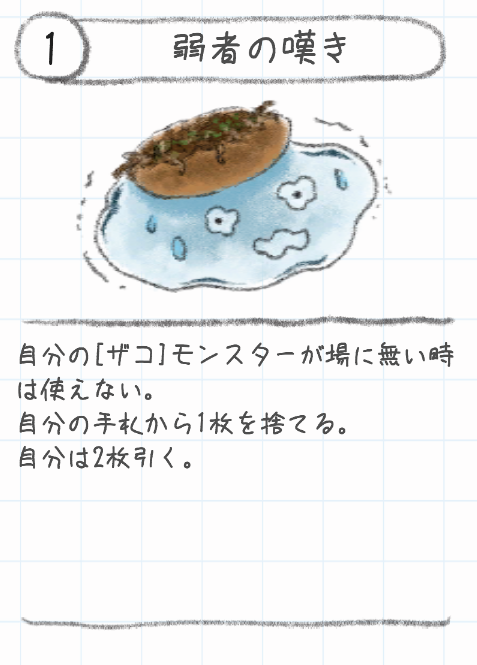 1
弱者の嘆き
自分の[ザコ]モンスターが場に無い時
は使えない。
自分の手札から1枚を捨てる。
自分は2枚引く。